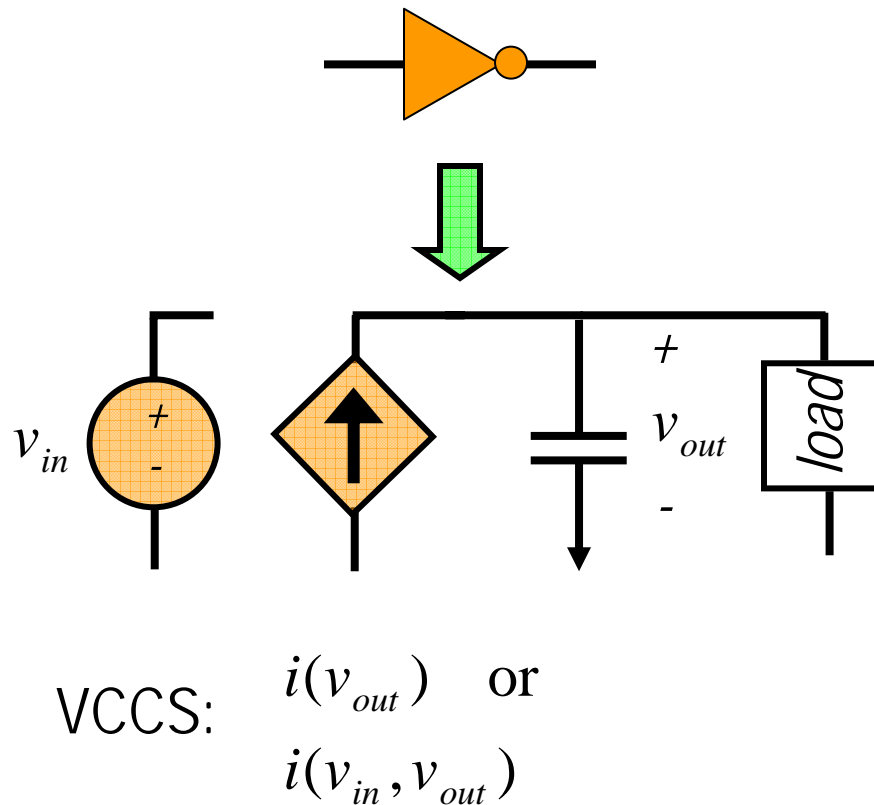 +
-
v_in
+
v_out
-
load
VCCS: i(v_out) or
i(v_in, v_out)